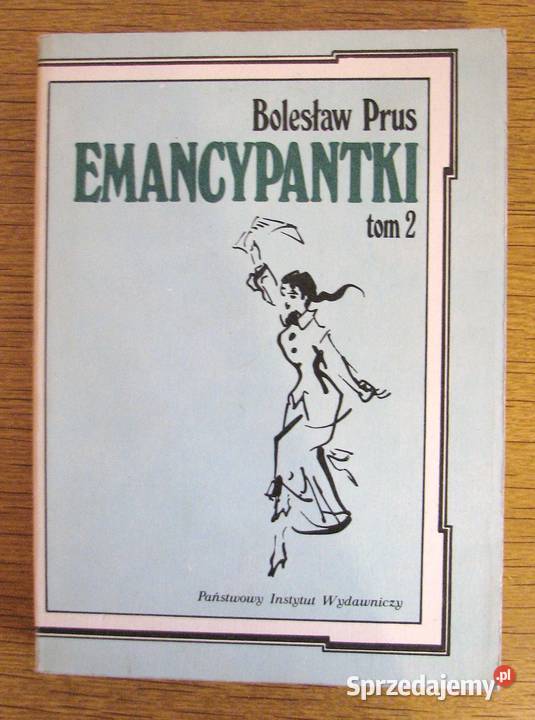 Bolesław Prus
EMANCYPANTKI
tom 2
Państwowy Instytut Wydawniczy
Sprzedajemy.pl